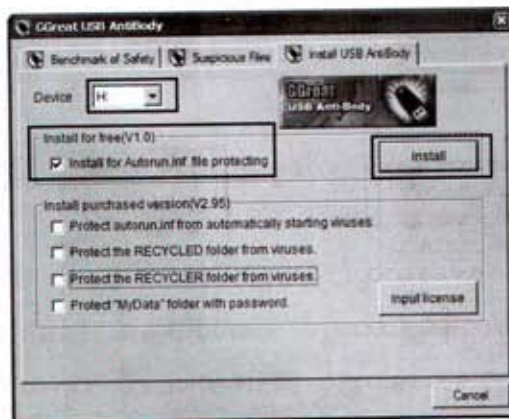 GGreat USB AntiBody
Benchmark of Safety
Suspicious Files
Install USB AntiBody
Device H:
GGreat
USB Anti-Body
Install for free(V1.0)
Install for Autorun.inf file protecting
Install
Install purchased version(V2.95)
Protect autorun.inf from automatically starting viruses
Protect the RECYCLED folder from viruses.
Protect the RECYCLER folder from viruses.
Protect "MyData" folder with password.
Input license
Cancel